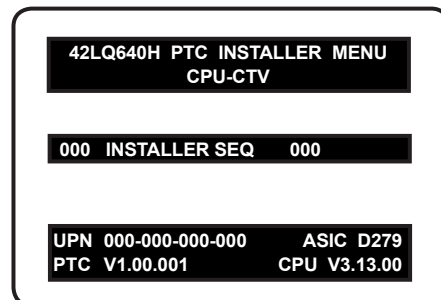 42LQ640H PTC INSTALLER MENU
CPU-CTV
000 INSTALLER SEQ 000
UPN 000-000-000-000 ASIC D279
PTC V1.00.001 CPU V3.13.00